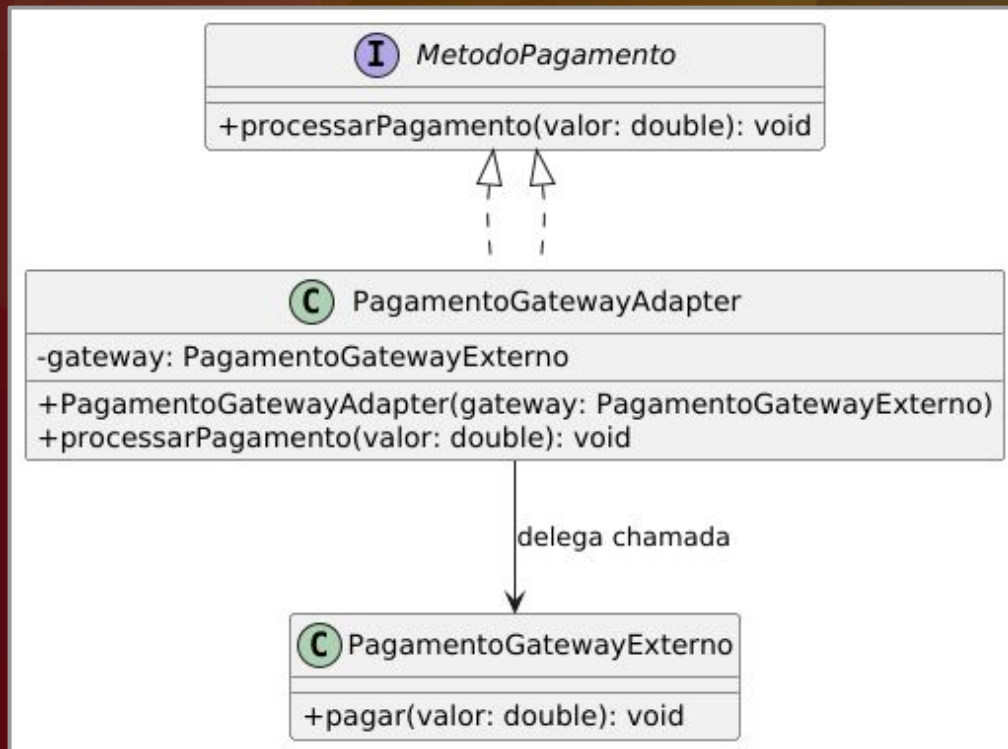 I MetodoPagamento
+processarPagamento(valor: double): void
C PagamentoGatewayAdapter
-gateway: PagamentoGatewayExterno
+PagamentoGatewayAdapter(gateway: PagamentoGatewayExterno)
+processarPagamento(valor: double): void
delega chamada
C PagamentoGatewayExterno
+pagar(valor: double): void